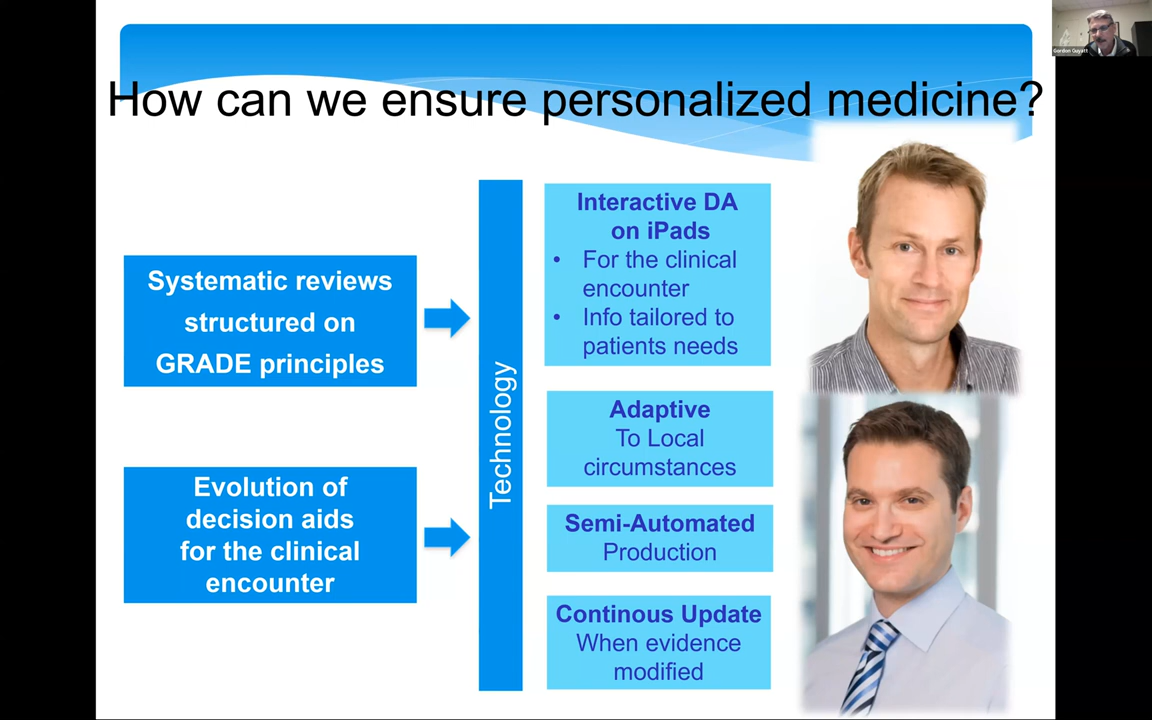 How can we ensure personalized medicine?
Gordon Guyatt
Systematic reviews
structured on
GRADE principles
Evolution of
decision aids
for the clinical
encounter
Technology
Interactive DA
on iPads
• For the clinical
encounter
• Info tailored to
patients needs
Adaptive
To Local
circumstances
Semi-Automated
Production
Continous Update
When evidence
modified